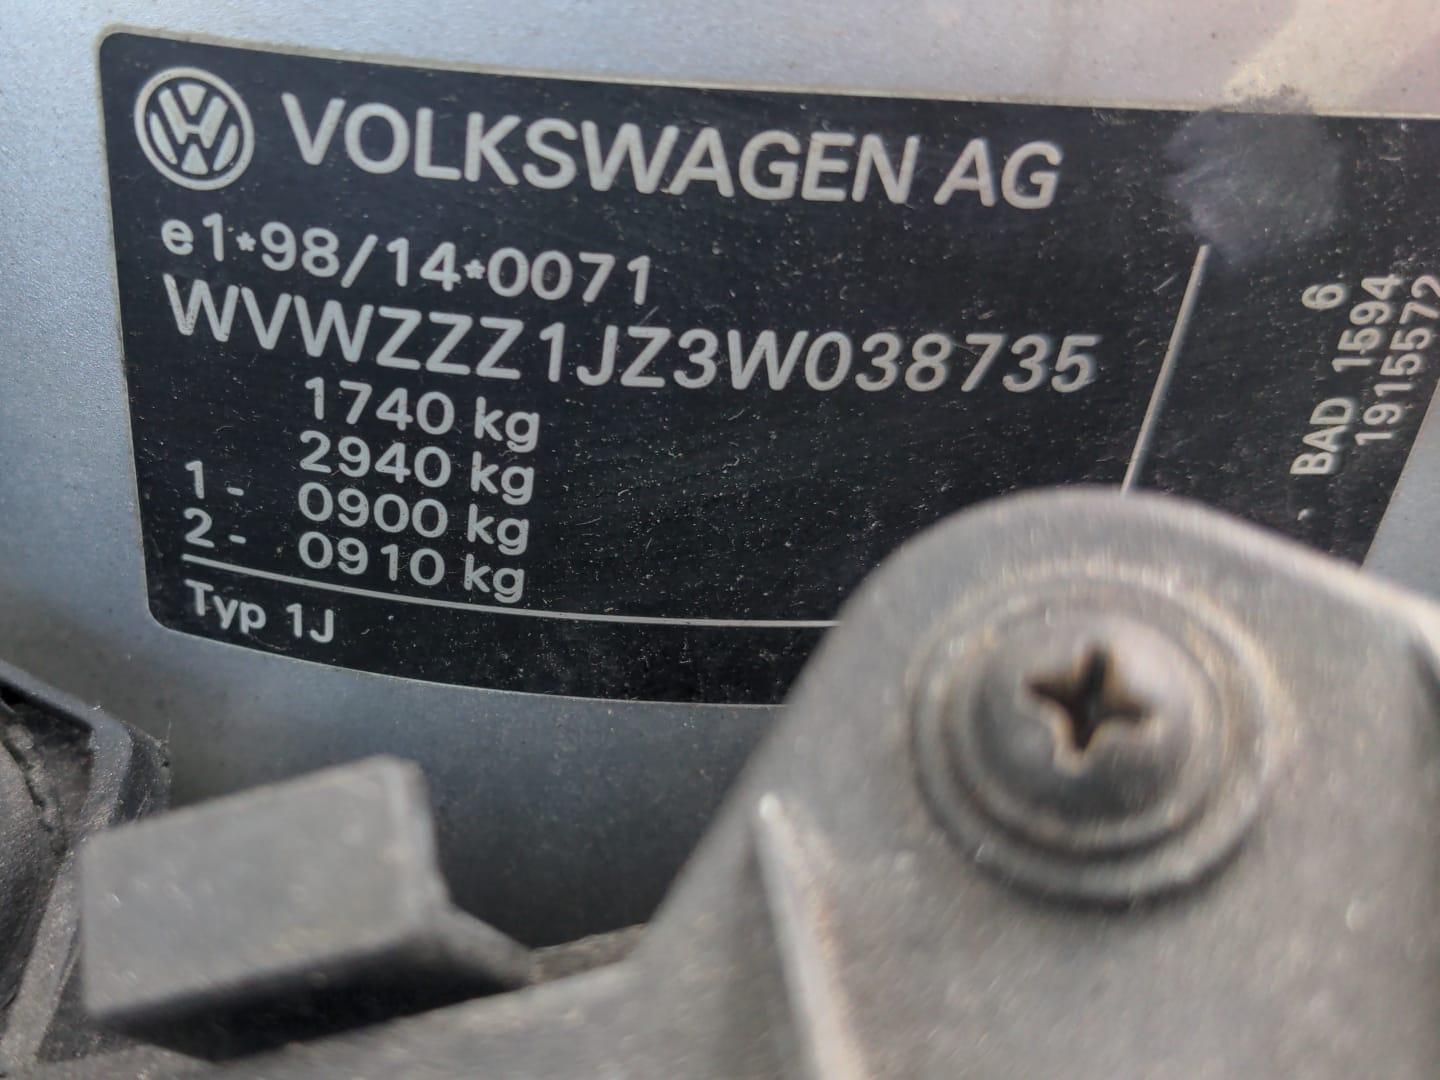 VOLKSWAGEN AG
e1*98/14*0071
WVWZZZ1JZ3W038735
1740 kg
2940 kg
1 - 0900 kg
2 - 0910 kg
Typ 1J
6
BAD 1594
1915572